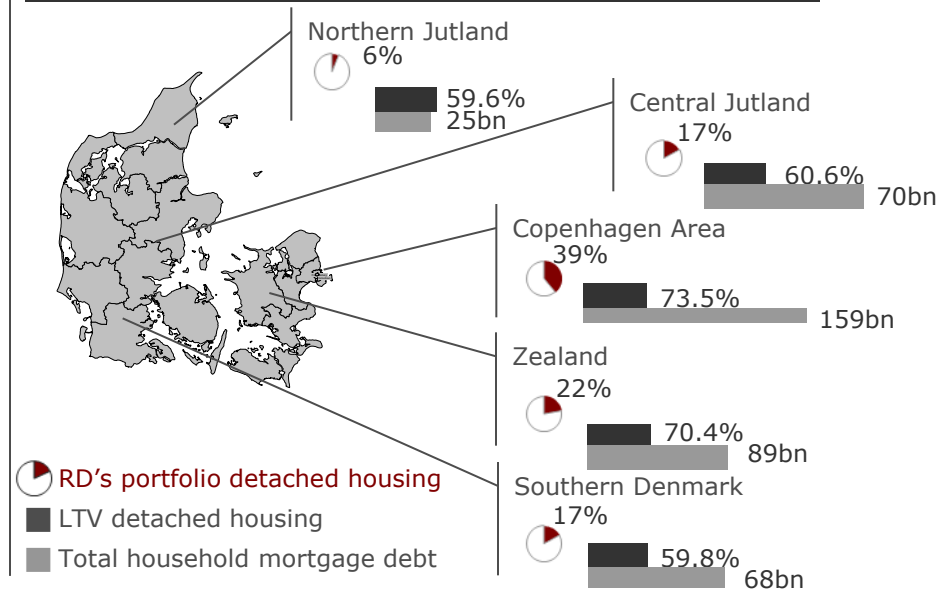 Northern Jutland
6%
59.6%
25bn
Central Jutland
17%
60.6%
70bn
Copenhagen Area
39%
73.5%
159bn
Zealand
22%
70.4%
89bn
Southern Denmark
17%
59.8%
68bn
RD's portfolio detached housing
LTV detached housing
Total household mortgage debt